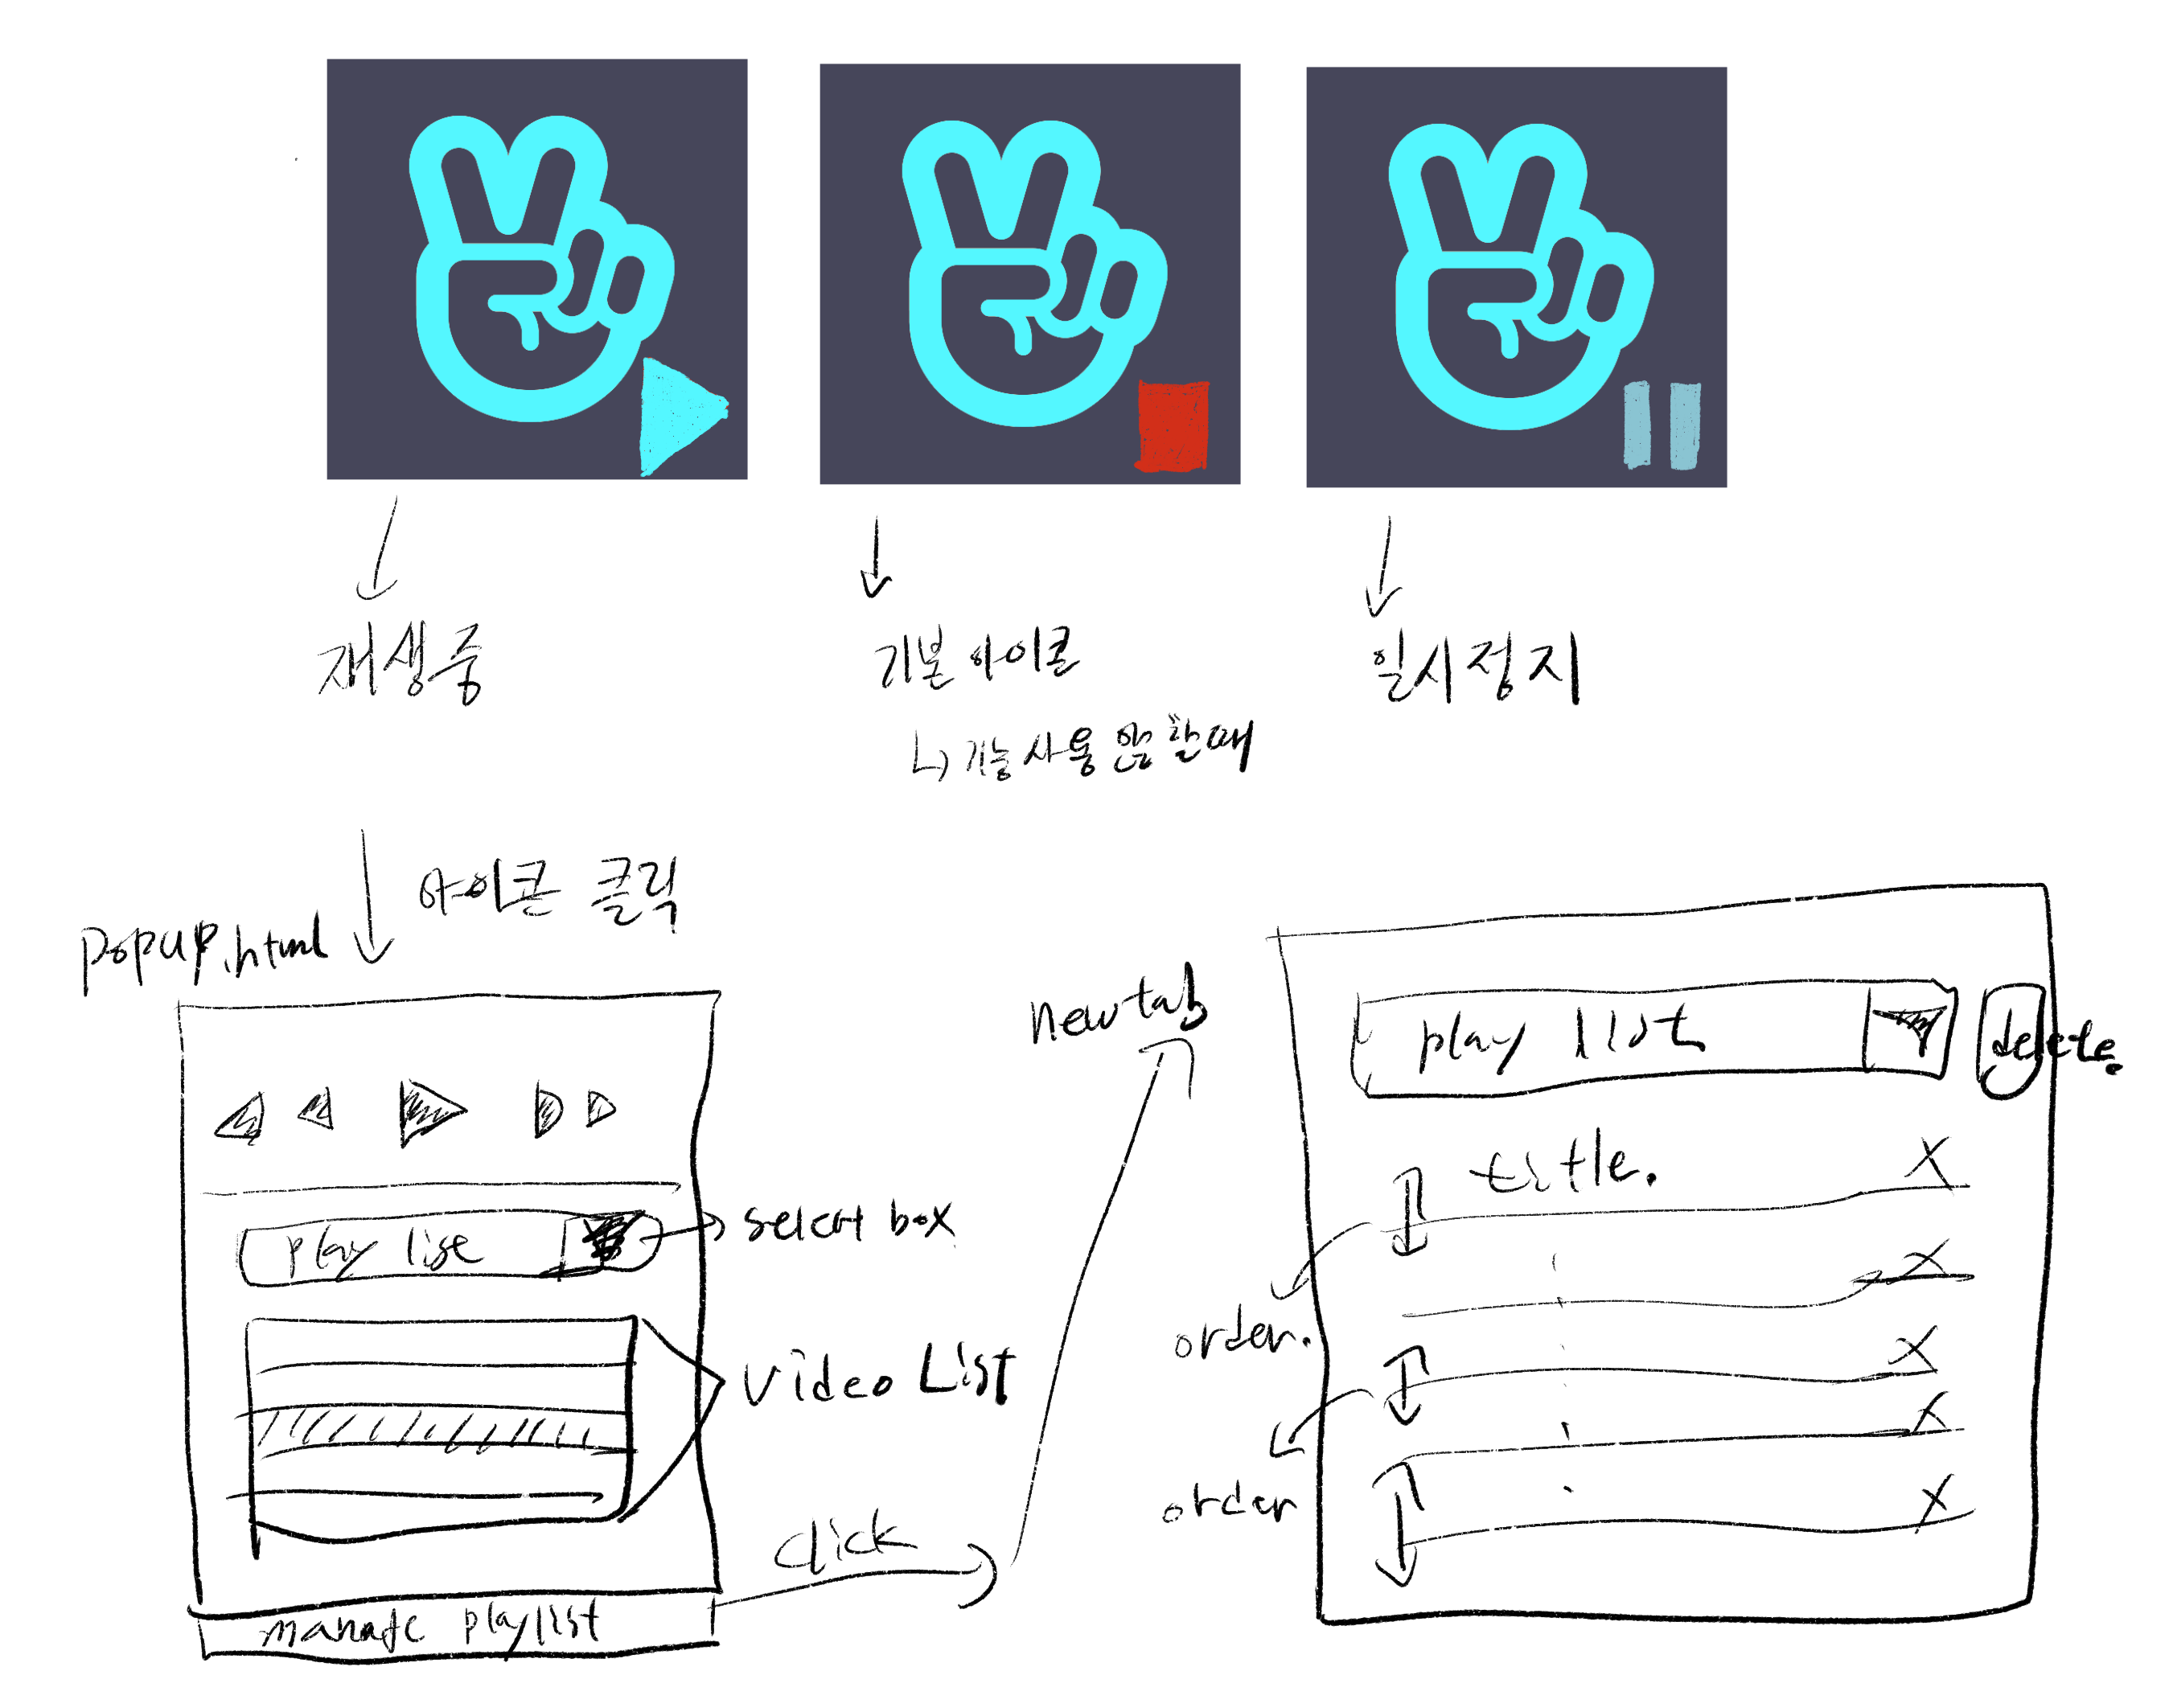 재생중
기본 아이콘
일시정지
↳ 기능 사용 안할때
아이콘 클릭
popup.html
new tab
play list
delete.
title.
play list
select box
order.
Video List
order
click
manage playlist